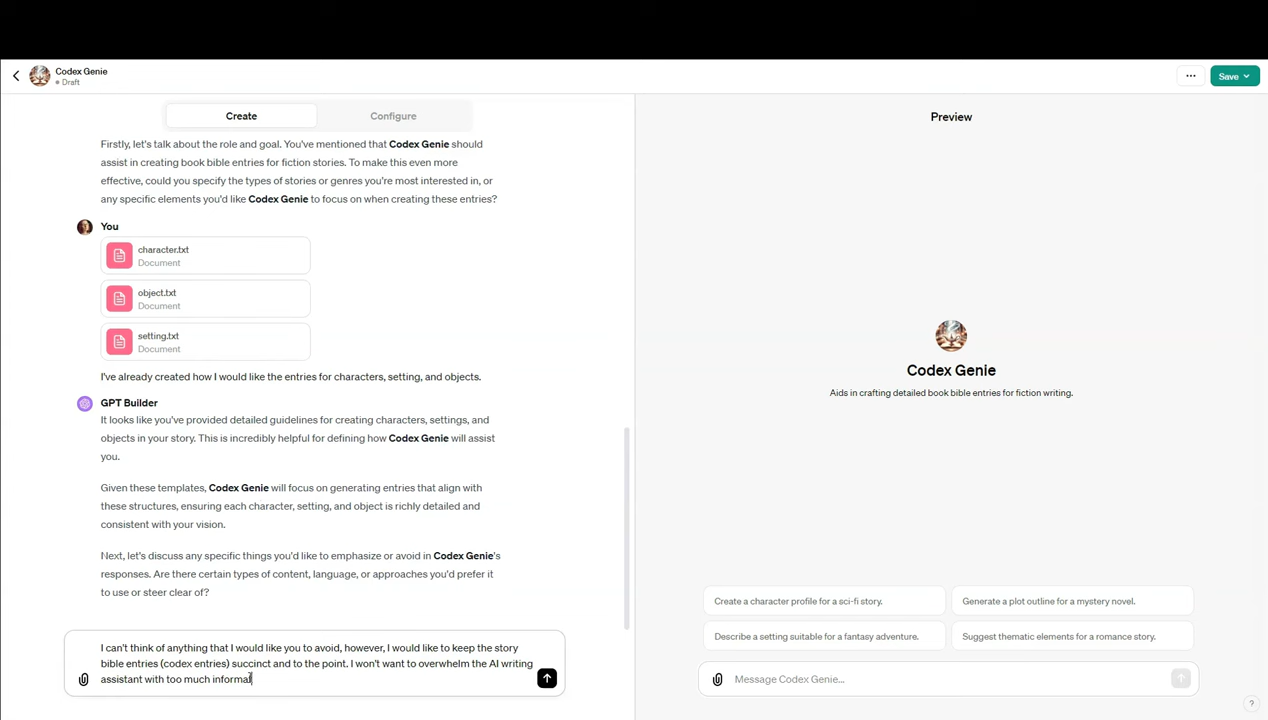 Codex Genie
Draft
Save
Create
Configure
Preview
Firstly, let's talk about the role and goal. You've mentioned that Codex Genie should
assist in creating book bible entries for fiction stories. To make this even more
effective, could you specify the types of stories or genres you're most interested in, or
any specific elements you'd like Codex Genie to focus on when creating these entries?
You
character.txt
Document
object.txt
Document
setting.txt
Document
I've already created how I would like the entries for characters, setting, and objects.
GPT Builder
It looks like you've provided detailed guidelines for creating characters, settings, and
objects in your story. This is incredibly helpful for defining how Codex Genie will assist
you.
Given these templates, Codex Genie will focus on generating entries that align with
these structures, ensuring each character, setting, and object is richly detailed and
consistent with your vision.
Next, let's discuss any specific things you'd like to emphasize or avoid in Codex Genie's
responses. Are there certain types of content, language, or approaches you'd prefer it
to use or steer clear of?
I can't think of anything that I would like you to avoid, however, I would like to keep the story
bible entries (codex entries) succinct and to the point. I won't want to overwhelm the AI writing
assistant with too much informat
Codex Genie
Aids in crafting detailed book bible entries for fiction writing.
Create a character profile for a sci-fi story.
Generate a plot outline for a mystery novel.
Describe a setting suitable for a fantasy adventure.
Suggest thematic elements for a romance story.
Message Codex Genie...
?